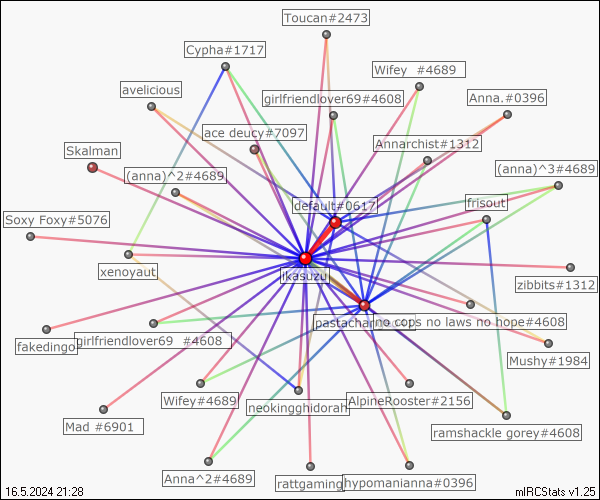 Toucan#2473
Cypha#1717
Wifey  #4689
avelicious
girlfriendlover69#4608
Anna.#0396
ace deucy#7097
Annarchist#1312
Skalman
(anna)^2#4689
(anna)^3#4689
default#0617
frisout
Soxy Foxy#5076
xenoyaut
ikasuzu
zibbits#1312
no cops no laws no hope#4608
fakedingo
girlfriendlover69  #4608
Mushy#1984
Wifey#4689
neokingghidorah
AlpineRooster#2156
Mad #6901
ramshackle gorey#4608
Anna^2#4689
rattgaming
hypomanianna#0396
16.5.2024 21:28
mIRCStats v1.25